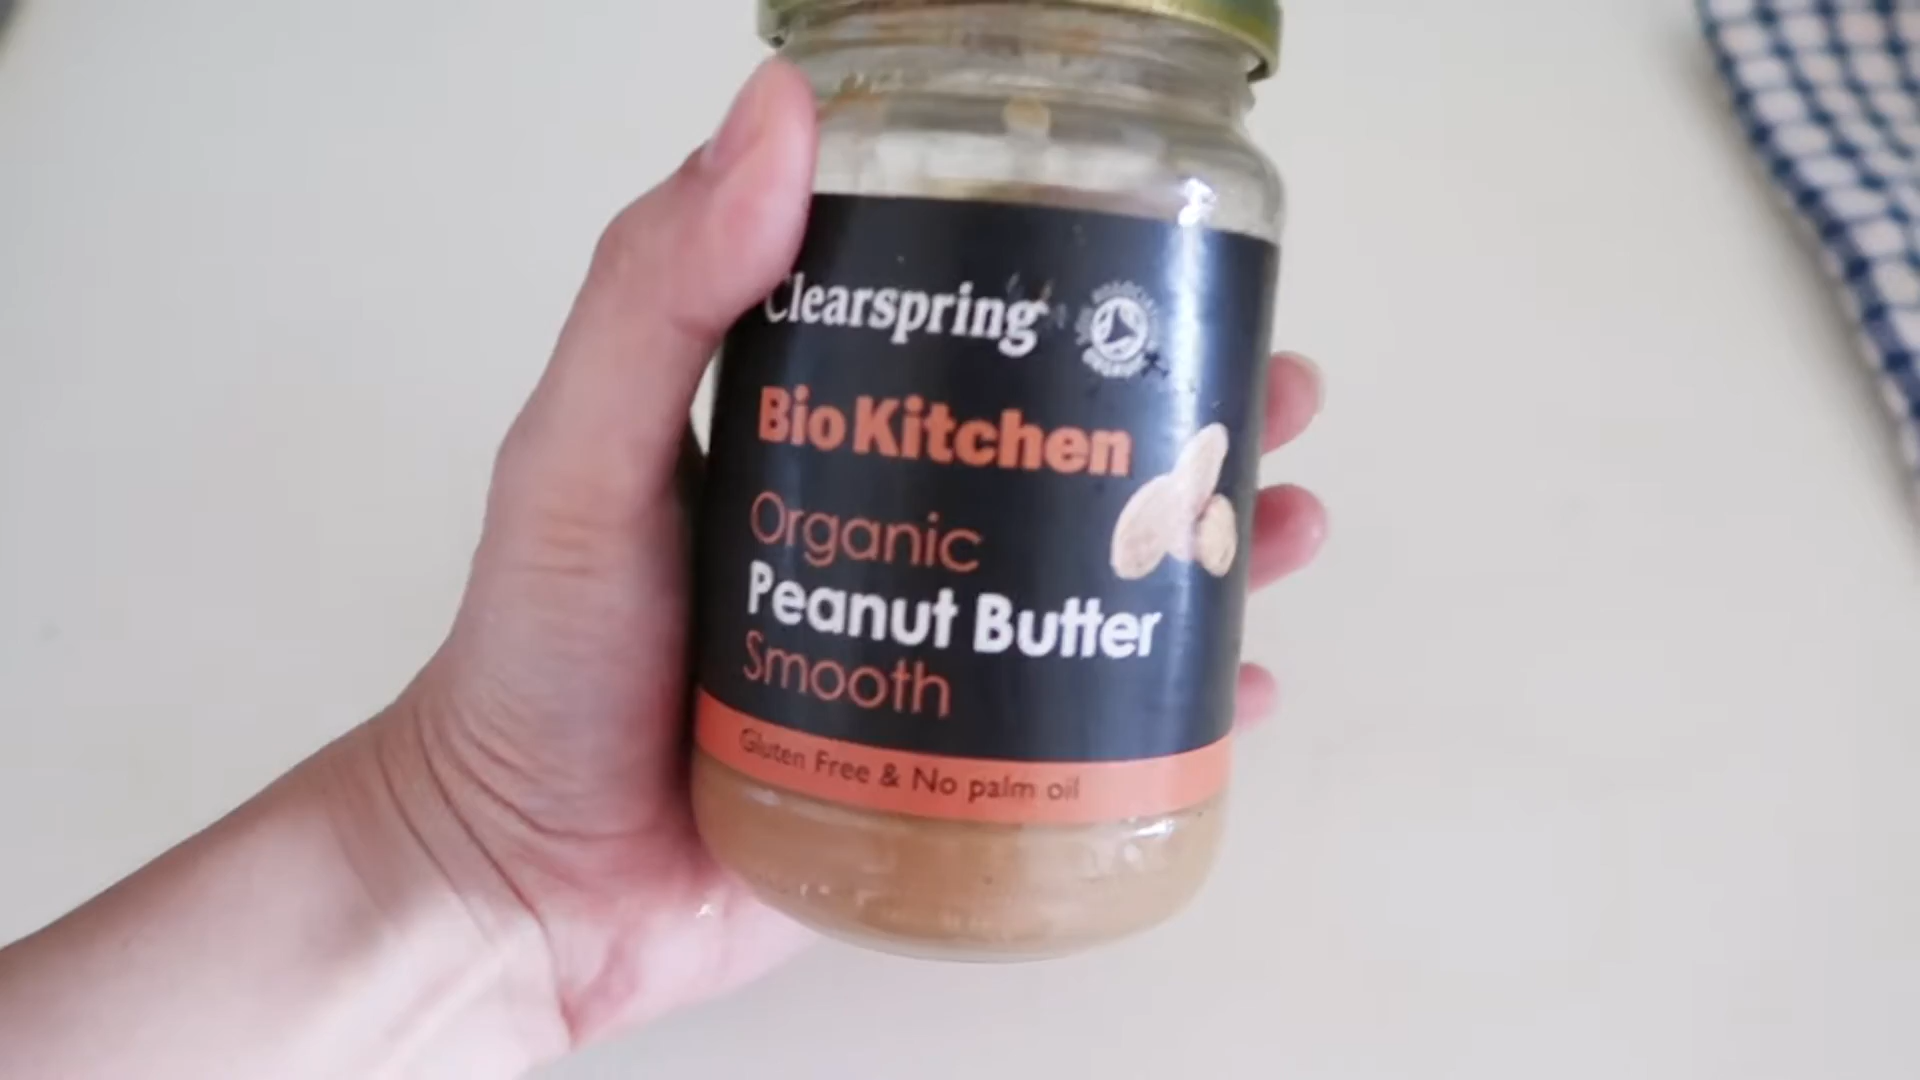 Clearspring
Bio Kitchen
Organic
Peanut Butter
Smooth
Gluten Free & No palm oil